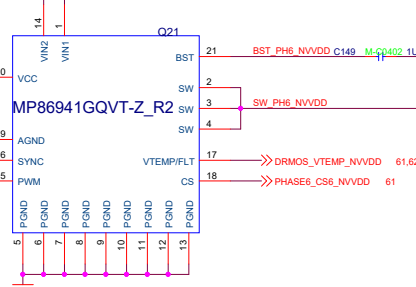 14
1
Q21
VIN2
VIN1
BST
21
BST_PH6_NVVDD
C149
M-C0402
1U
0
VCC
SW
2
MP86941GQVT-Z_R2
SW
3
SW_PH6_NVVDD
SW
4
9
AGND
6
SYNC
VTEMP/FLT
17
DRMOS_VTEMP_NVVDD
61,62
5
PWM
CS
18
PHASE6_CS6_NVVDD
61
PGND
PGND
PGND
PGND
PGND
PGND
PGND
PGND
PGND
5
6
7
8
9
10
11
12
13